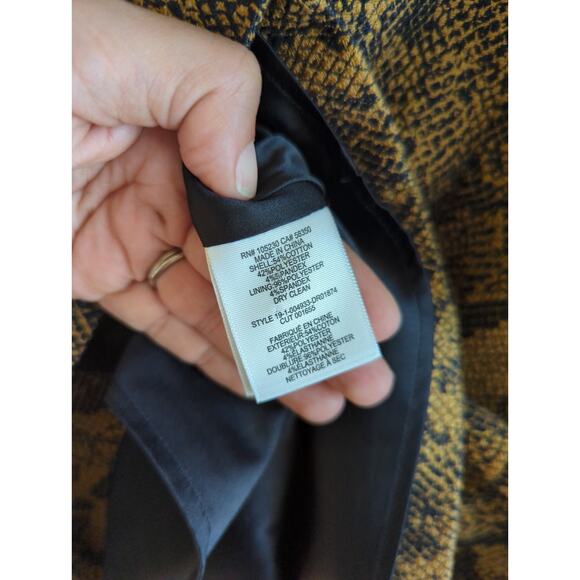 RN# 105230 CA# 58350
MADE IN CHINA
SHELL:54%COTTON
42%POLYESTER
4%SPANDEX
LINING:96%POLYESTER
4%SPANDEX
DRY CLEAN
STYLE 19-1-004933-DR01874
CUT 001655
FABRIQUE EN CHINE
EXTERIEUR:54%COTON
42%POLYESTER
4%ELASTHANNE
DOUBLURE:96%POLYESTER
4%ELASTHANNE
NETTOYAGE À SEC